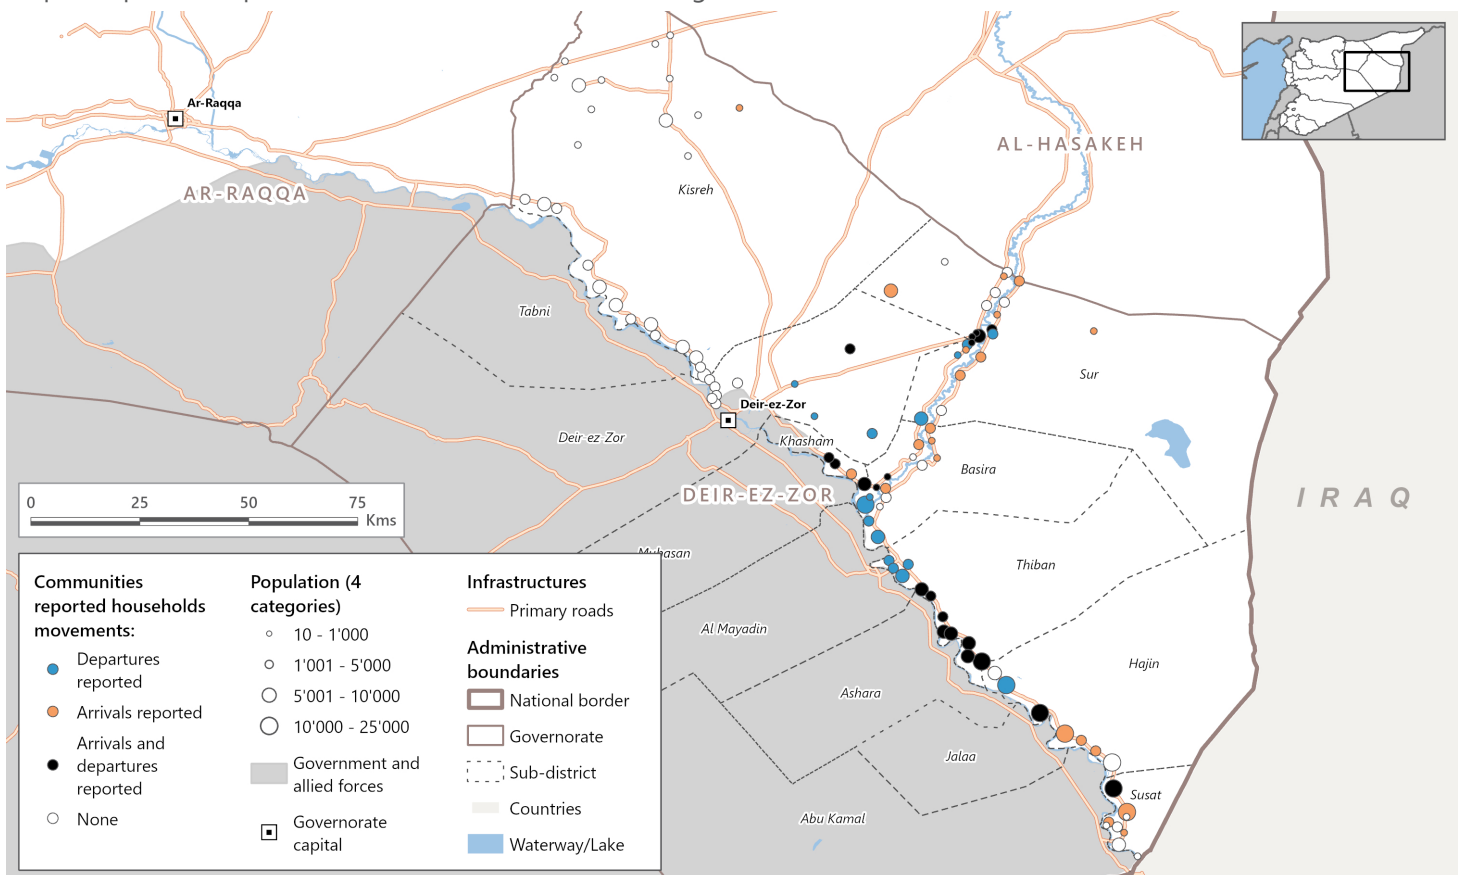 Ar-Raqqa
AL-HASAKEH
AR-RAQQA
Kisreh
Tabni
Sur
Deir-ez-Zor
Deir-ez-Zor
Khasham
Basira
DEIR-EZ-ZOR
IRAQ
0 25 50 75
Kms
Muhasan
Thiban
Al Mayadin
Hajin
Ashara
Jalaa
Susat
Abu Kamal
Communities
reported households
movements:
Departures
reported
Arrivals reported
Arrivals and
departures
reported
None
Population (4
categories)
10 - 1'000
1'001 - 5'000
5'001 - 10'000
10'000 - 25'000
Government and
allied forces
Governorate
capital
Infrastructures
Primary roads
Administrative
boundaries
National border
Governorate
Sub-district
Countries
Waterway/Lake